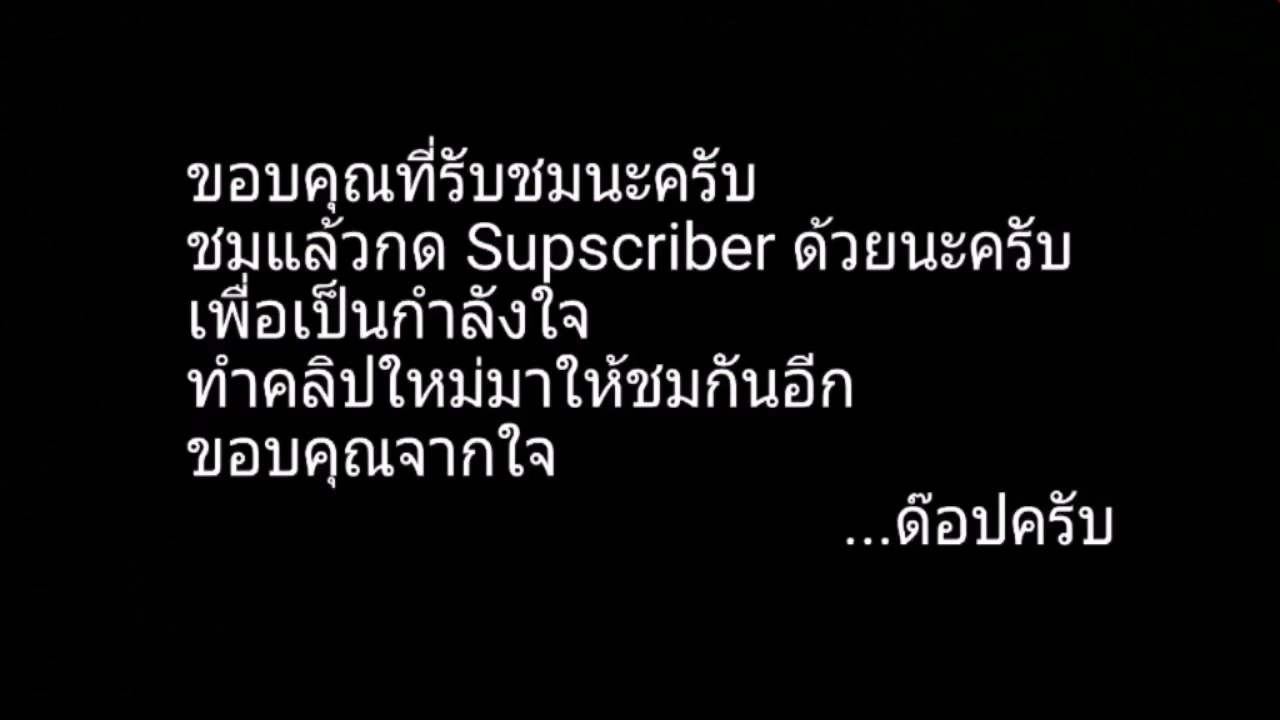 ขอบคุณที่รับชมนะครับ
ชมแล้วกด Supscriber ด้วยนะครับ
เพื่อเป็นกำลังใจ
ทำคลิปใหม่มาให้ชมกันอีก
ขอบคุณจากใจ
...ด๊อปครับ